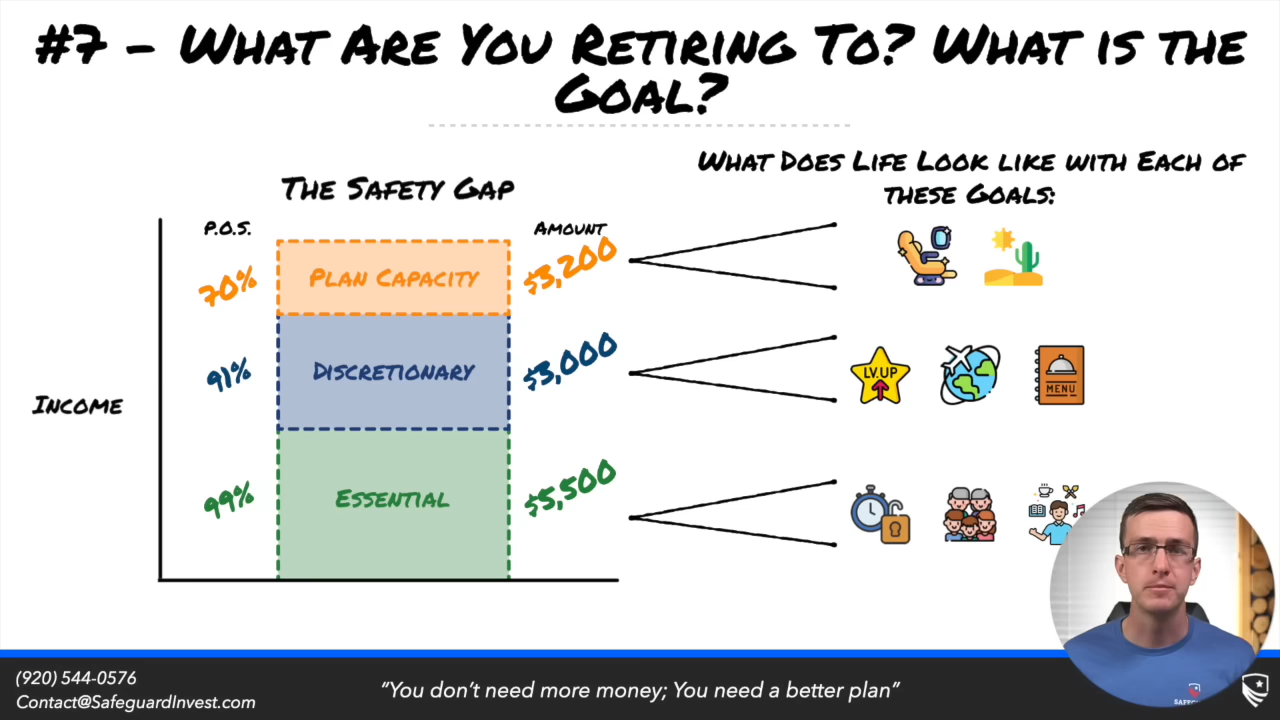 #7 - What Are You Retiring To? What is the
Goal?
What Does Life Look like with Each of
these Goals:
The Safety Gap
P.O.S.
Amount
70%
Plan Capacity
$3,200
91%
Discretionary
$3,000
LV.UP
MENU
Income
99%
Essential
$5,500
(920) 544-0576
Contact@SafeguardInvest.com
"You don't need more money; You need a better plan"